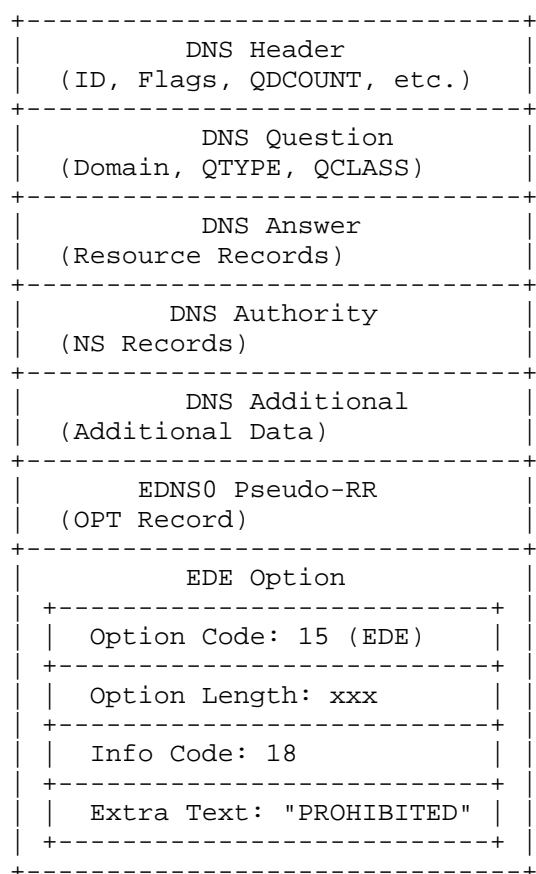 DNS Header
(ID, Flags, QDCOUNT, etc.)
DNS Question
(Domain, QTYPE, QCLASS)
DNS Answer
(Resource Records)
DNS Authority
(NS Records)
DNS Additional
(Additional Data)
EDNS0 Pseudo-RR
(OPT Record)
EDE Option
Option Code: 15 (EDE)
Option Length: xxx
Info Code: 18
Extra Text: "PROHIBITED"